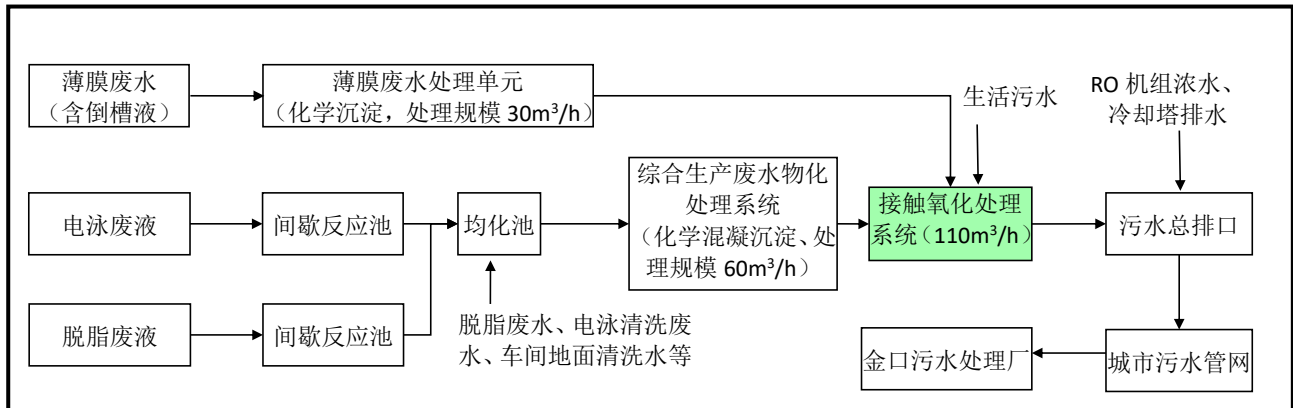 薄膜废水
（含倒槽液）
薄膜废水处理单元
（化学沉淀，处理规模 30m³/h）
生活污水
RO 机组浓水、
冷却塔排水
电泳废液
间歇反应池
均化池
综合生产废水物化
处理系统
（化学混凝沉淀、处
理规模 60m³/h）
接触氧化处理
系统（110m³/h）
污水总排口
脱脂废液
间歇反应池
脱脂废水、电泳清洗废
水、车间地面清洗水等
金口污水处理厂
城市污水管网